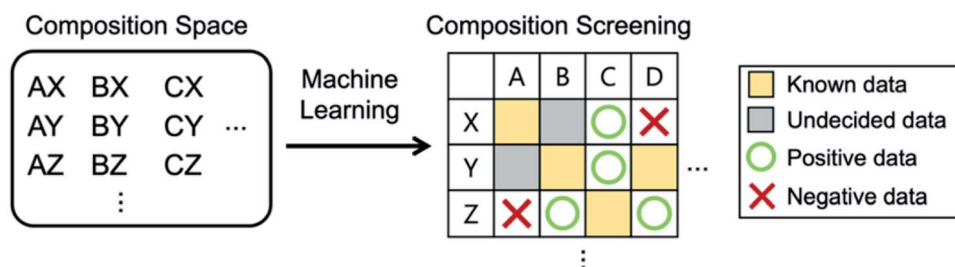 Composition Space
AX BX CX
AY BY CY ...
AZ BZ CZ
⋮
Machine
Learning
Composition Screening
A B C D
X
Y
...
Z
⋮
Known data
Undecided data
Positive data
Negative data